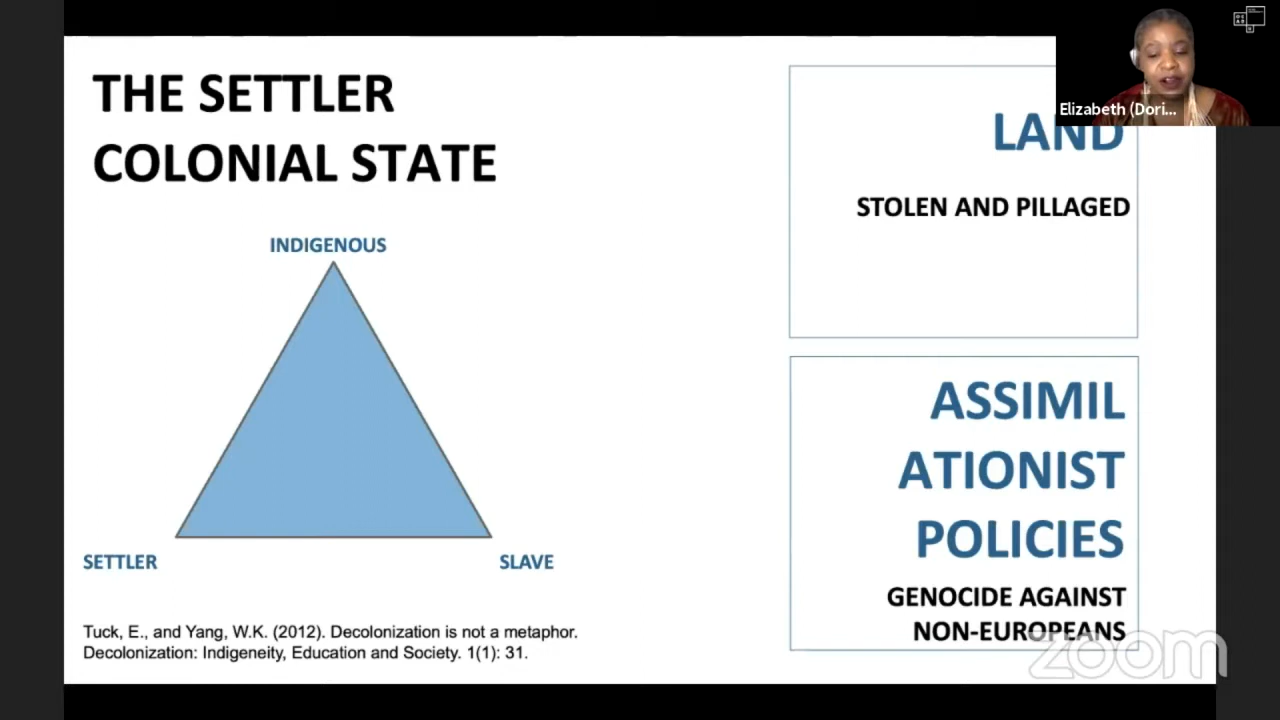 THE SETTLER
COLONIAL STATE
INDIGENOUS
SETTLER
SLAVE
Tuck, E., and Yang, W.K. (2012). Decolonization is not a metaphor.
Decolonization: Indigeneity, Education and Society. 1(1): 31.
LAND
STOLEN AND PILLAGED
ASSIMIL
ATIONIST
POLICIES
GENOCIDE AGAINST
NON-EUROPEANS
Elizabeth (Dori...
zoom